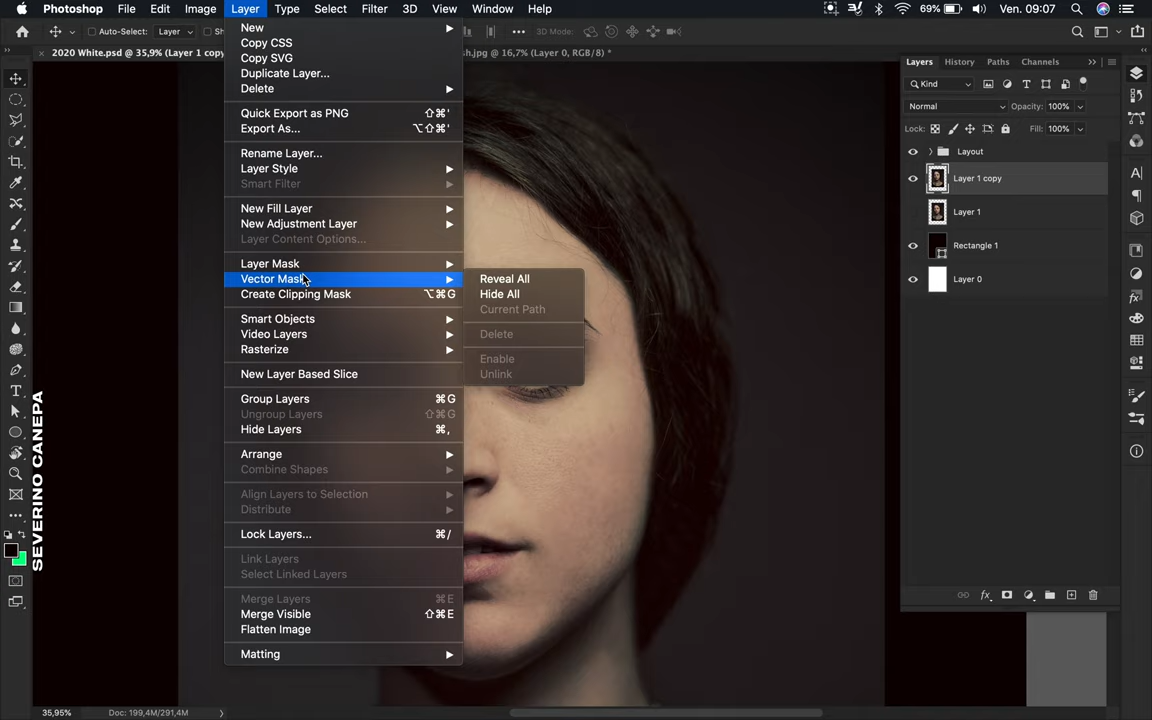 Photoshop File Edit Image Layer Type Select Filter 3D View Window Help 69% Ven. 09:07
Auto-Select: Layer 3D Mode:
2020 White.psd @ 35,9% (Layer 1 copy sh.jpg @ 16,7% (Layer 0, RGB/8) *
New
Copy CSS
Copy SVG
Duplicate Layer...
Delete
Quick Export as PNG ⇧⌘'
Export As... ⌥⇧⌘'
Rename Layer...
Layer Style
Smart Filter
New Fill Layer
New Adjustment Layer
Layer Content Options...
Layer Mask
Vector Mask
Create Clipping Mask ⌥⌘G
Smart Objects
Video Layers
Rasterize
New Layer Based Slice
Group Layers ⌘G
Ungroup Layers ⇧⌘G
Hide Layers ⌘,
Arrange
Combine Shapes
Align Layers to Selection
Distribute
Lock Layers... ⌘/
Link Layers
Select Linked Layers
Merge Layers ⌘E
Merge Visible ⇧⌘E
Flatten Image
Matting
Reveal All
Hide All
Current Path
Delete
Enable
Unlink
Layers History Paths Channels
Kind
Normal Opacity: 100%
Lock: Fill: 100%
Layout
Layer 1 copy
Layer 1
Rectangle 1
Layer 0
SEVERINO CANEPA
35,95% Doc: 199,4M/291,4M